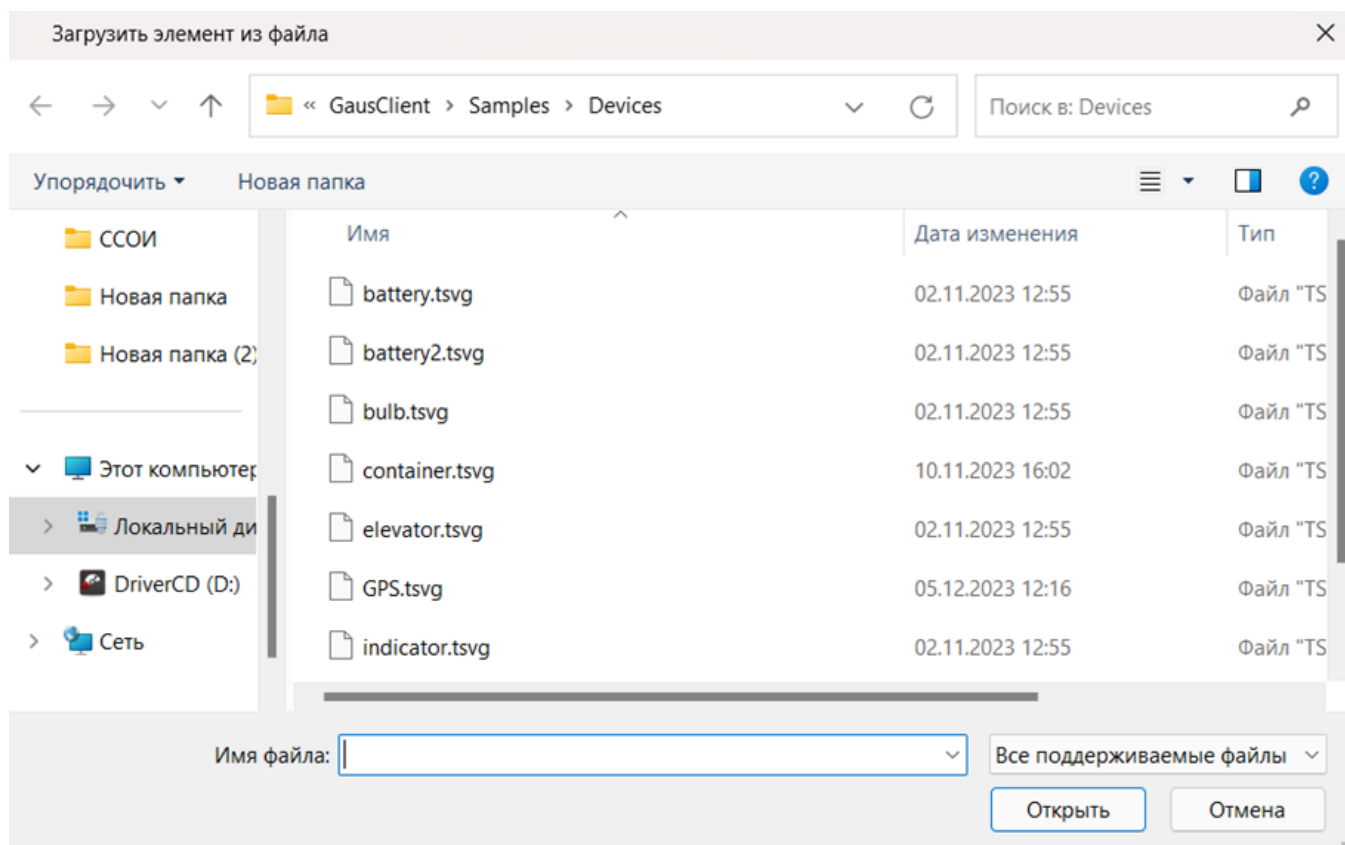 Загрузить элемент из файла
« GausClient > Samples > Devices
Поиск в: Devices
Упорядочить Новая папка
ССОИ
Новая папка
Новая папка (2)
Этот компьютер
Локальный ди
DriverCD (D:)
Сеть
Имя Дата изменения Тип
battery.tsvg 02.11.2023 12:55 Файл "TS
battery2.tsvg 02.11.2023 12:55 Файл "TS
bulb.tsvg 02.11.2023 12:55 Файл "TS
container.tsvg 10.11.2023 16:02 Файл "TS
elevator.tsvg 02.11.2023 12:55 Файл "TS
GPS.tsvg 05.12.2023 12:16 Файл "TS
indicator.tsvg 02.11.2023 12:55 Файл "TS
Имя файла:
Все поддерживаемые файлы
Открыть Отмена